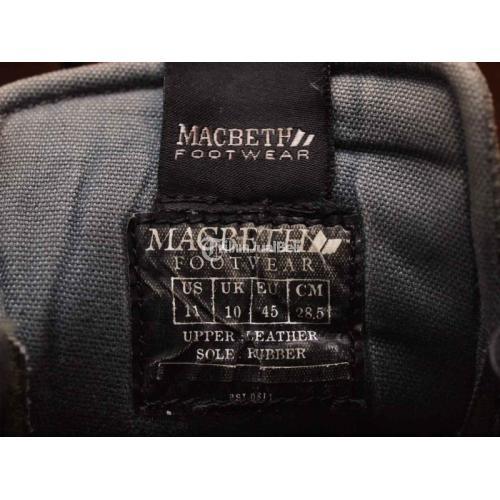 MACBETH
FOOTWEAR
MACBETH
FOOTWEAR
US UK EU CM
11 10 45 28,5
UPPER LEATHER
SOLE RUBBER